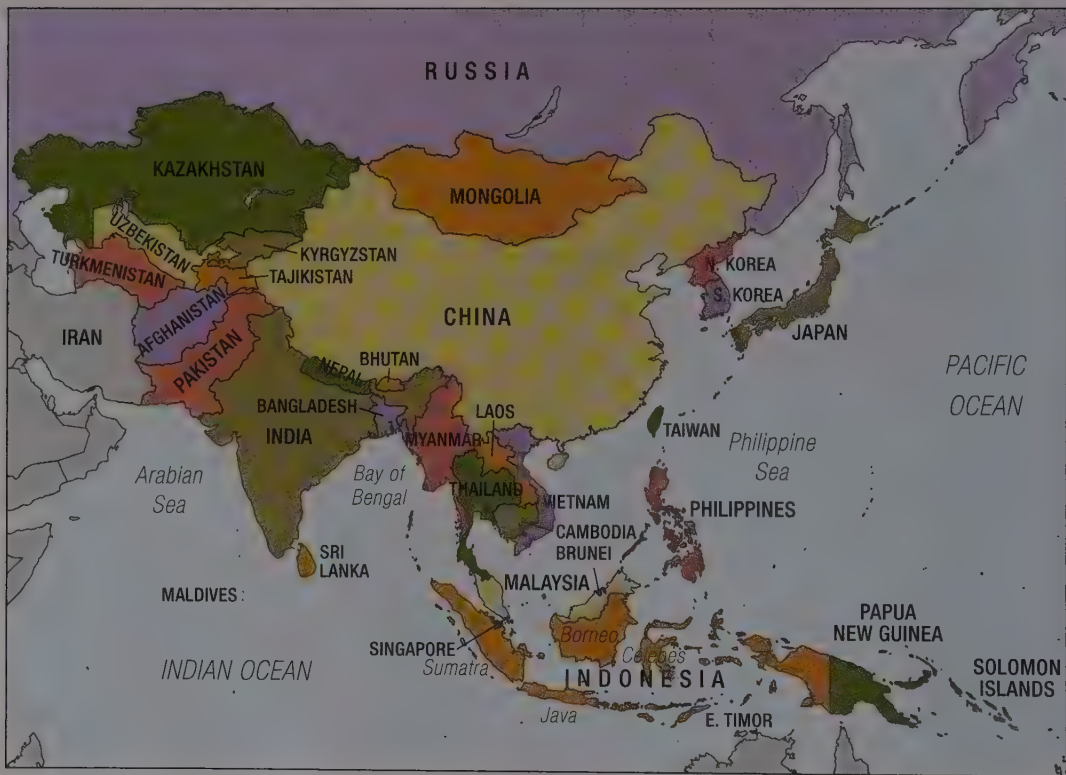 RUSSIA
KAZAKHSTAN
MONGOLIA
UZBEKISTAN
KYRGYZSTAN
TURKMENISTAN
TAJIKISTAN
N. KOREA
S. KOREA
AFGHANISTAN
CHINA
JAPAN
IRAN
PAKISTAN
NEPAL
BHUTAN
PACIFIC
OCEAN
BANGLADESH
LAOS
INDIA
MYANMAR
TAIWAN
Philippine
Sea
Arabian
Sea
Bay of
Bengal
THAILAND
VIETNAM
PHILIPPINES
CAMBODIA
BRUNEI
SRI
LANKA
MALAYSIA
MALDIVES
PAPUA
NEW GUINEA
SINGAPORE
Borneo
Sumatra
Celebes
INDIAN OCEAN
INDONESIA
SOLOMON
ISLANDS
Java
E. TIMOR